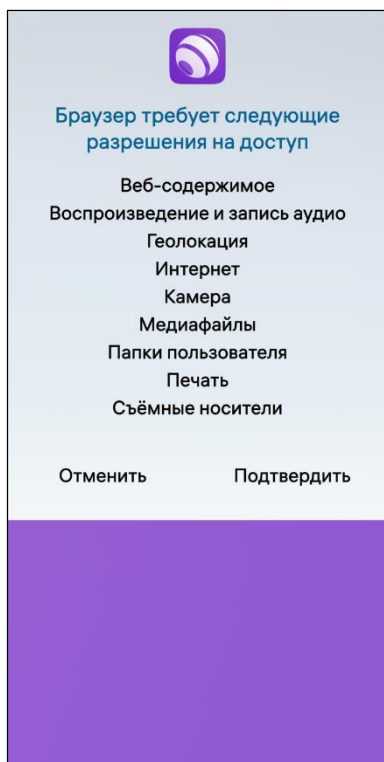 Браузер требует следующие
разрешения на доступ
Веб-содержимое
Воспроизведение и запись аудио
Геолокация
Интернет
Камера
Медиафайлы
Папки пользователя
Печать
Съёмные носители
Отменить Подтвердить